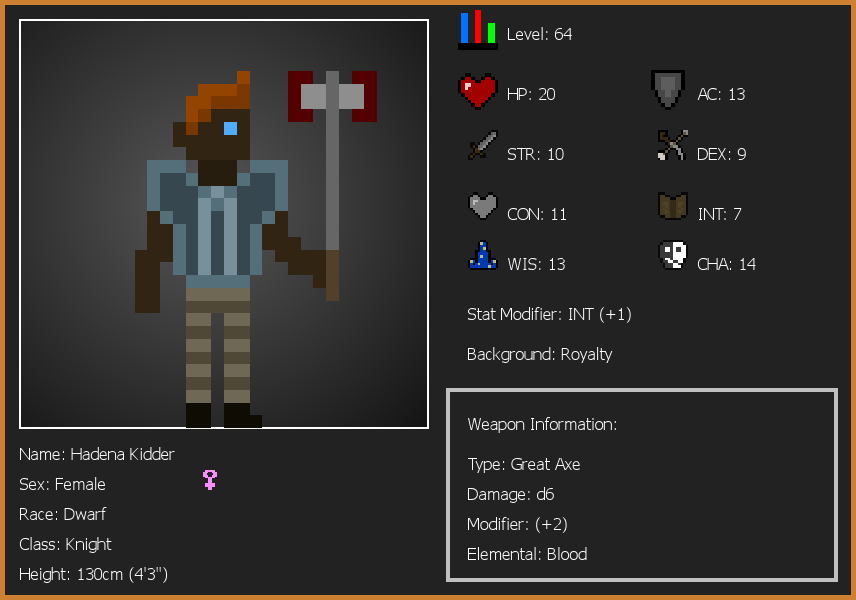 Level: 64
HP: 20
AC: 13
STR: 10
DEX: 9
CON: 11
INT: 7
WIS: 13
CHA: 14
Stat Modifier: INT (+1)
Background: Royalty
Weapon Information:
Type: Great Axe
Damage: d6
Modifier: (+2)
Elemental: Blood
Name: Hadena Kidder
Sex: Female
Race: Dwarf
Class: Knight
Height: 130cm (4'3")